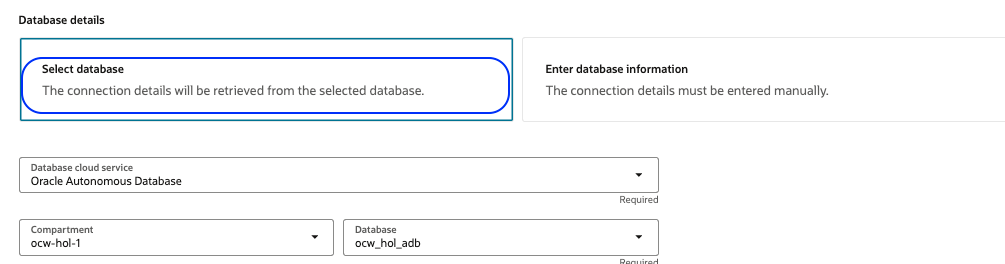 Database details
Select database
The connection details will be retrieved from the selected database.
Enter database information
The connection details must be entered manually.
Database cloud service
Oracle Autonomous Database
Required
Compartment
ocw-hol-1
Database
ocw_hol_adb
Required